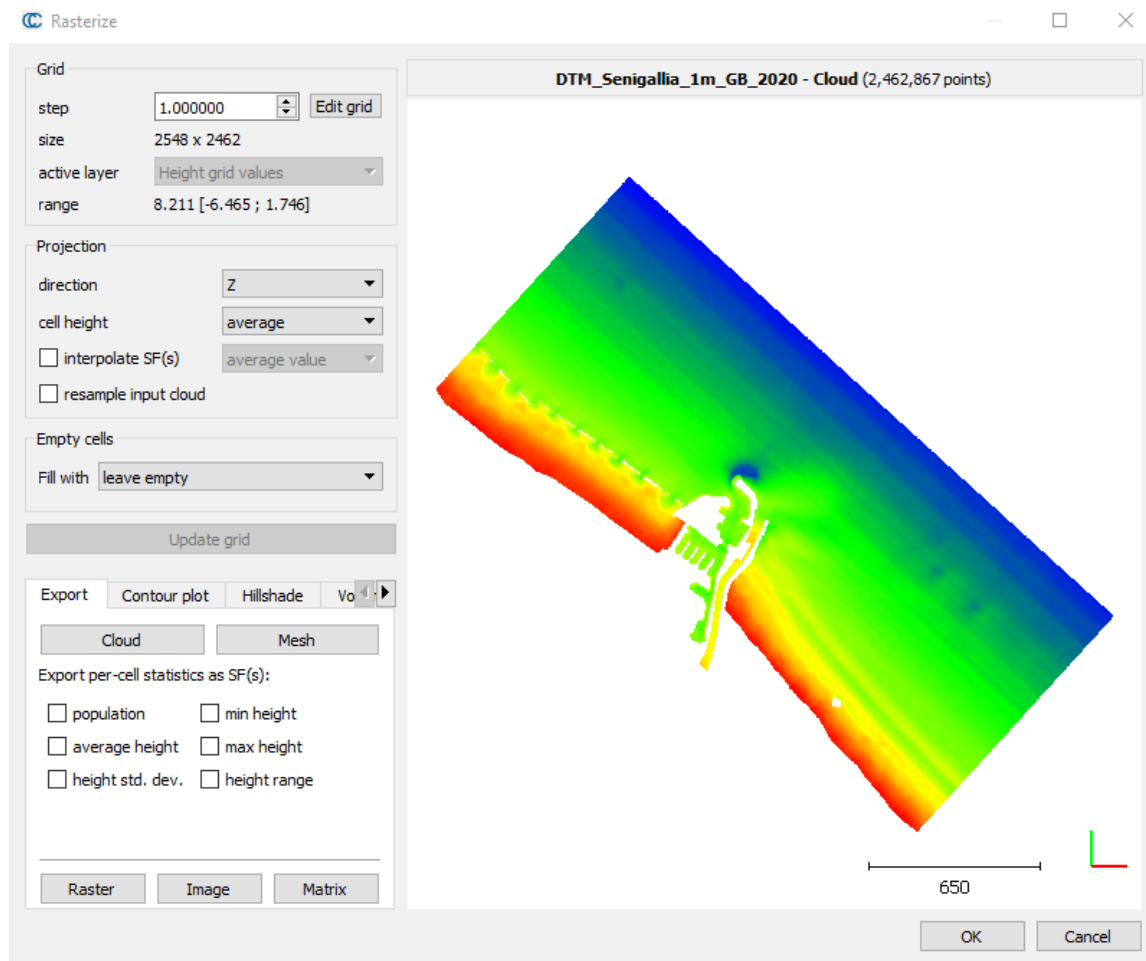 Rasterize
Grid
step 1.000000 Edit grid
size 2548 x 2462
active layer Height grid values
range 8.211 [-6.465 ; 1.746]
Projection
direction Z
cell height average
interpolate SF(s) average value
resample input cloud
Empty cells
Fill with leave empty
Update grid
Export Contour plot Hillshade
Cloud Mesh
Export per-cell statistics as SF(s):
population min height
average height max height
height std. dev. height range
Raster Image Matrix
DTM_Senigallia_1m_GB_2020 - Cloud (2,462,867 points)
650
OK Cancel